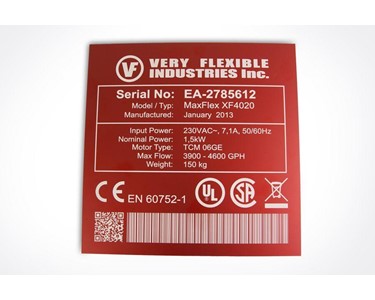 VF VERY FLEXIBLE
INDUSTRIES Inc.
Serial No: EA-2785612
Model / Typ: MaxFlex XF4020
Manufactured: January 2013
Input Power: 230VAC~, 7,1A, 50/60Hz
Power: 1,5kW
Motor Type: TCM 06GE
Max Flow: 3900 - 4600 GPH
Weight: 150 kg
CE EN 60752-1 UL SA